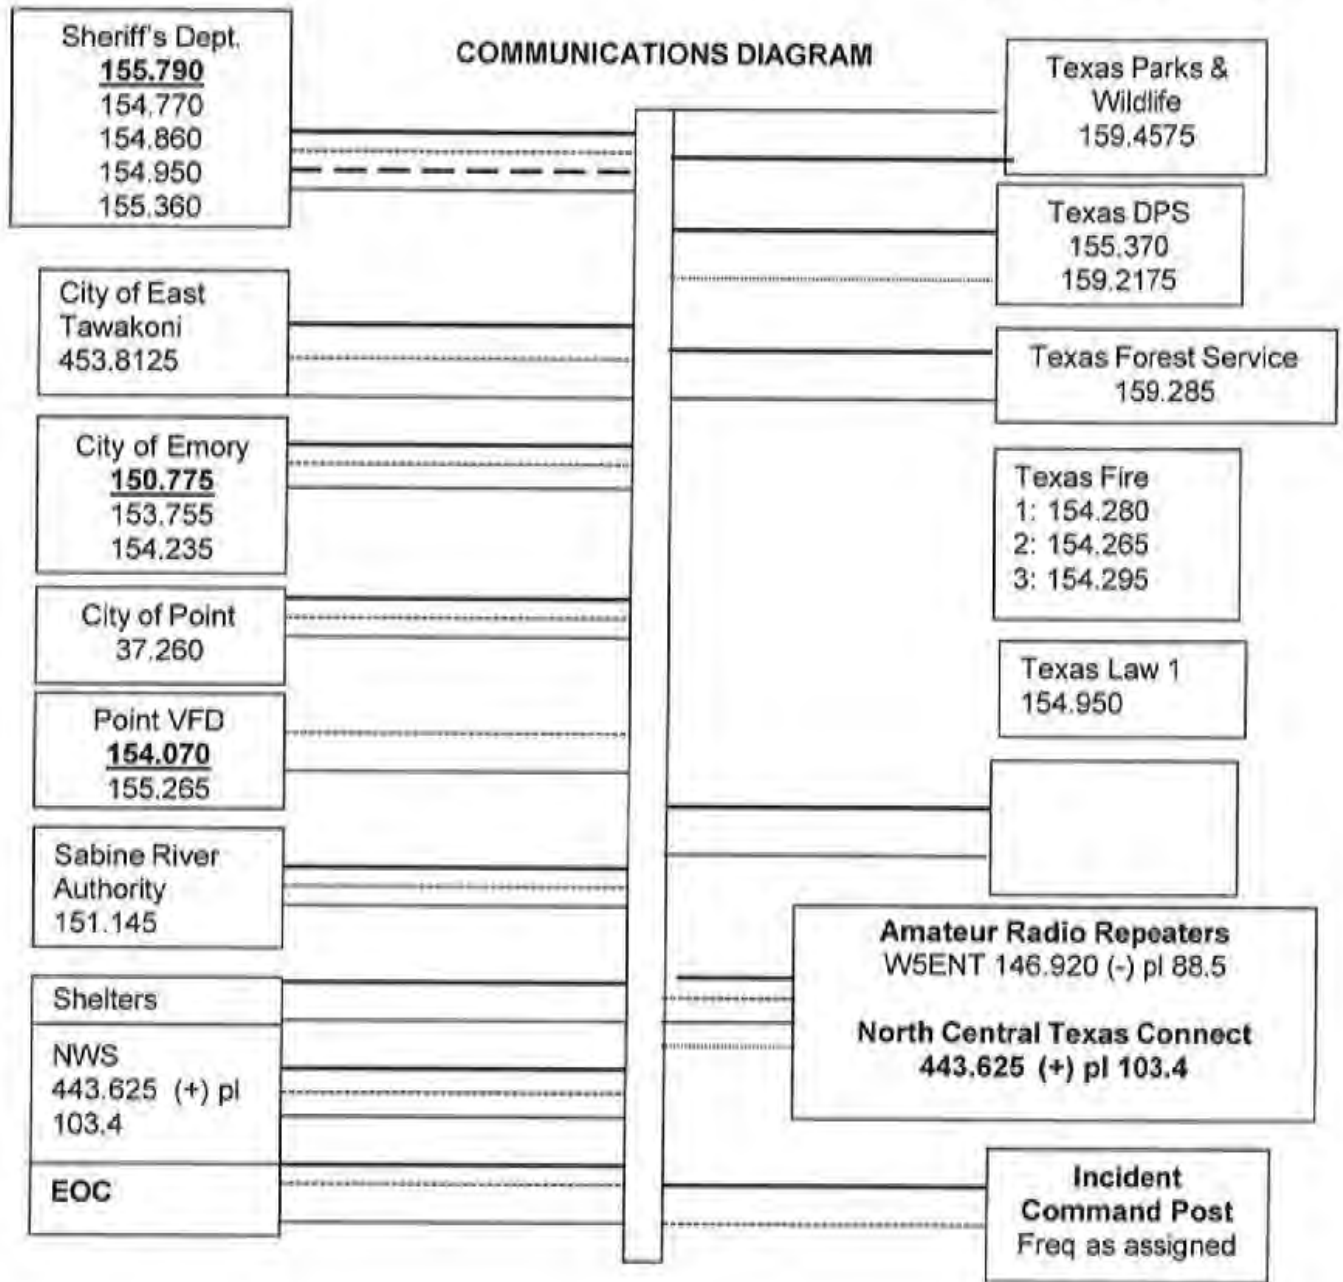 COMMUNICATIONS DIAGRAM
Sheriff's Dept.
155.790
154.770
154.860
154.950
155.360
City of East
Tawakoni
453.8125
City of Emory
150.775
153.755
154.235
City of Point
37.260
Point VFD
154.070
155.265
Sabine River
Authority
151.145
Shelters
NWS
443.625 (+) pl
103.4
EOC
Texas Parks &
Wildlife
159.4575
Texas DPS
155.370
159.2175
Texas Forest Service
159.285
Texas Fire
1: 154.280
2: 154.265
3: 154.295
Texas Law 1
154.950
Amateur Radio Repeaters
W5ENT 146.920 (-) pl 88.5
North Central Texas Connect
443.625 (+) pl 103.4
Incident
Command Post
Freq as assigned